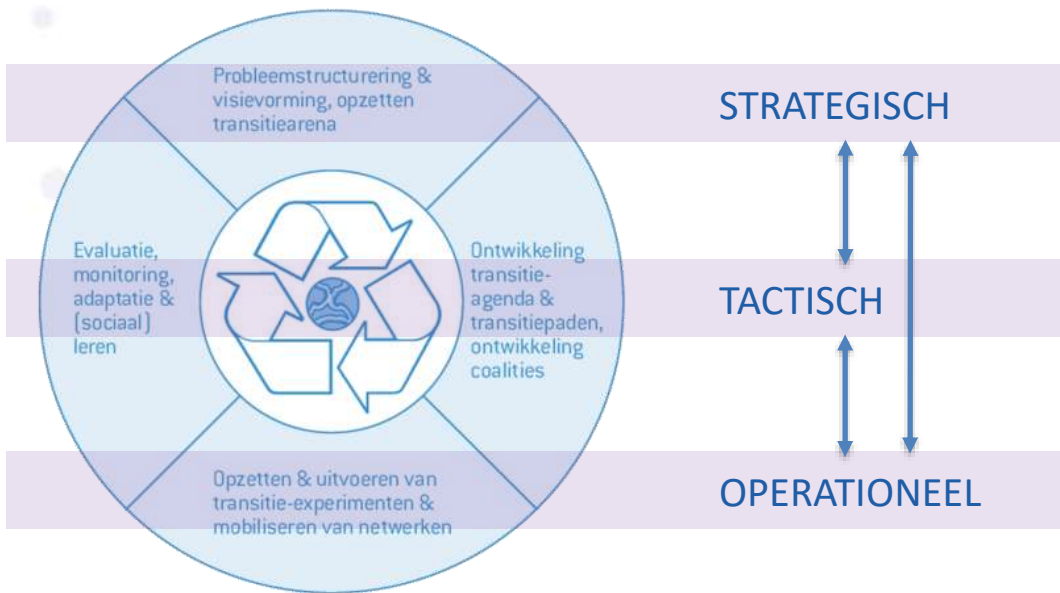 Probleemstructurering &
visievorming, opzetten
transitiearena
STRATEGISCH
Evaluatie,
monitoring,
adaptatie &
(sociaal)
leren
Ontwikkeling
transitie-
agenda &
transitiepaden,
ontwikkeling
coalities
TACTISCH
Opzetten & uitvoeren van
transitie-experimenten &
mobiliseren van netwerken
OPERATIONEEL